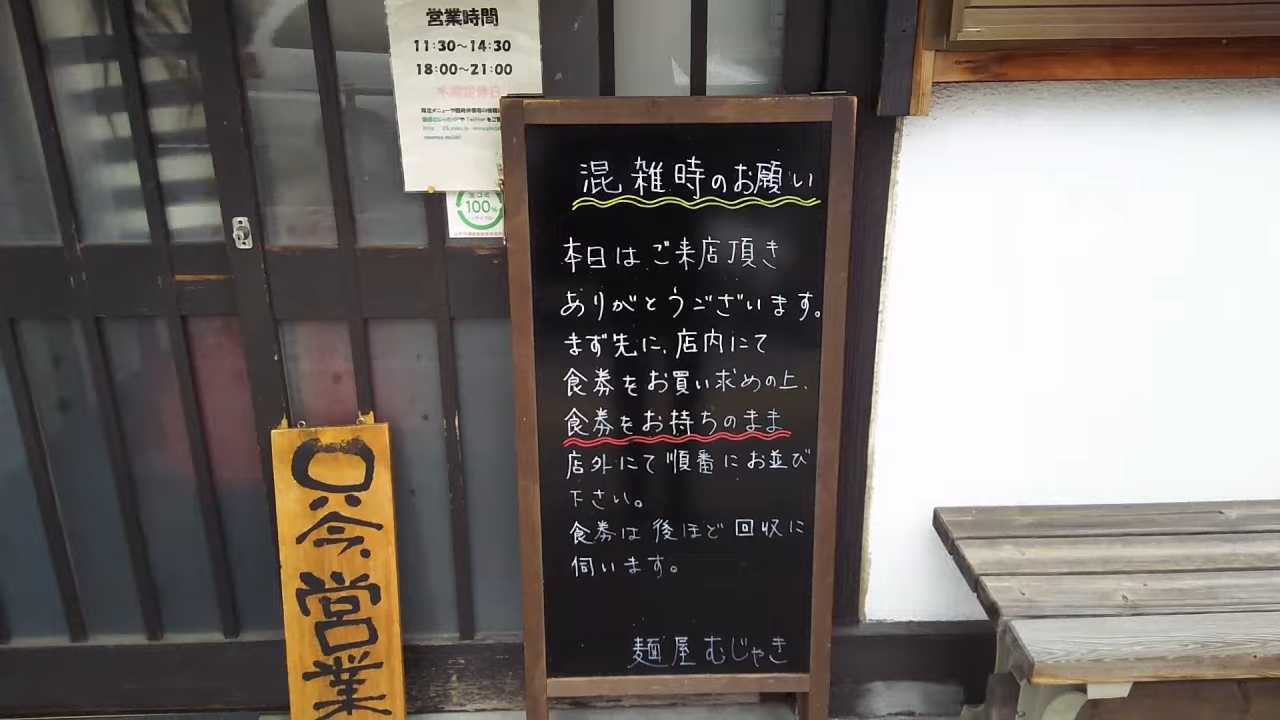 営業時間
11:30〜14:30
18:00〜21:00
100%
混雑時のお願い
本日はご来店頂き
ありがとうございます。
まず先に、店内にて
食券をお買い求めの上、
食券をお持ちのまま
店外にて順番にお並び
下さい。
食券は後ほど回収に
伺います。
麺屋むじゃき
只今営業